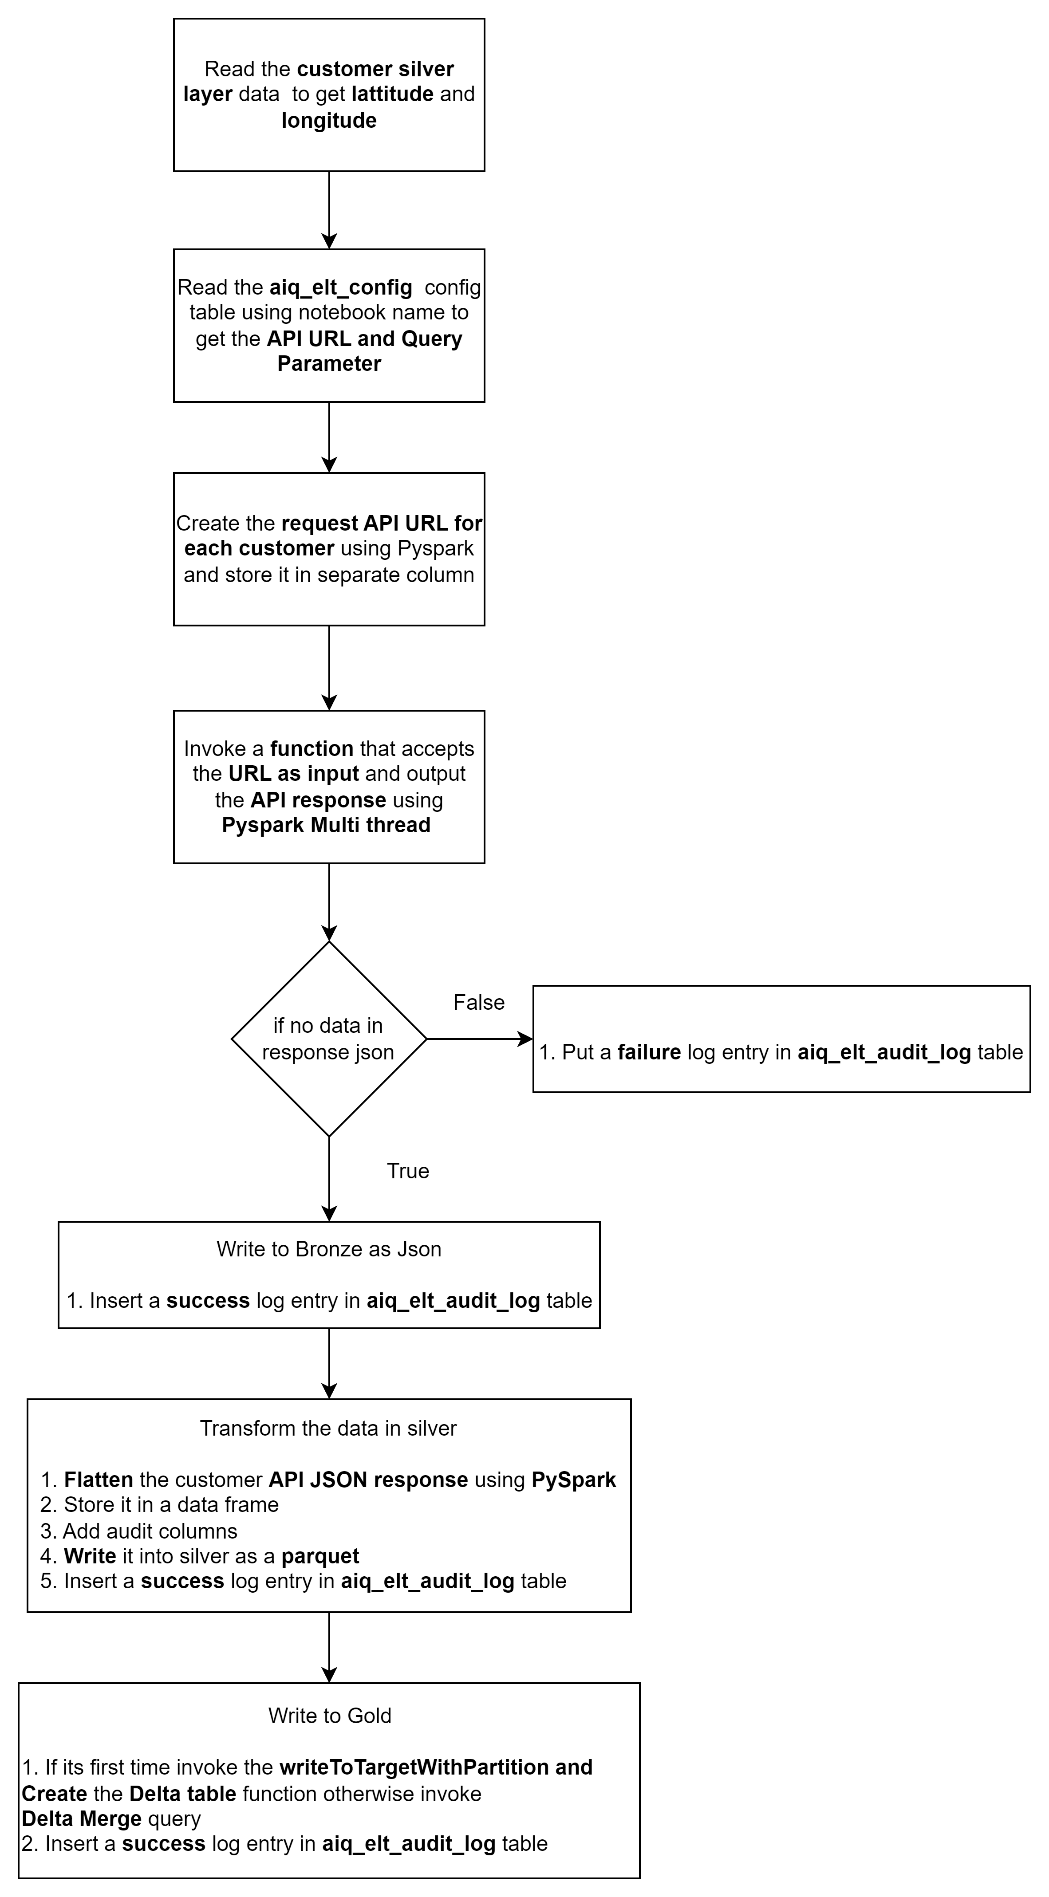 Read the customer silver
layer data to get lattitude and
longitude
Read the aiq_elt_config config
table using notebook name to
get the API URL and Query
Parameter
Create the request API URL for
each customer using Pyspark
and store it in separate column
Invoke a function that accepts
the URL as input and output
the API response using
Pyspark Multi thread
if no data in
response json
False
1. Put a failure log entry in aiq_elt_audit_log table
True
Write to Bronze as Json
1. Insert a success log entry in aiq_elt_audit_log table
Transform the data in silver
1. Flatten the customer API JSON response using PySpark
2. Store it in a data frame
3. Add audit columns
4. Write it into silver as a parquet
5. Insert a success log entry in aiq_elt_audit_log table
Write to Gold
1. If its first time invoke the writeToTargetWithPartition and
Create the Delta table function otherwise invoke
Delta Merge query
2. Insert a success log entry in aiq_elt_audit_log table